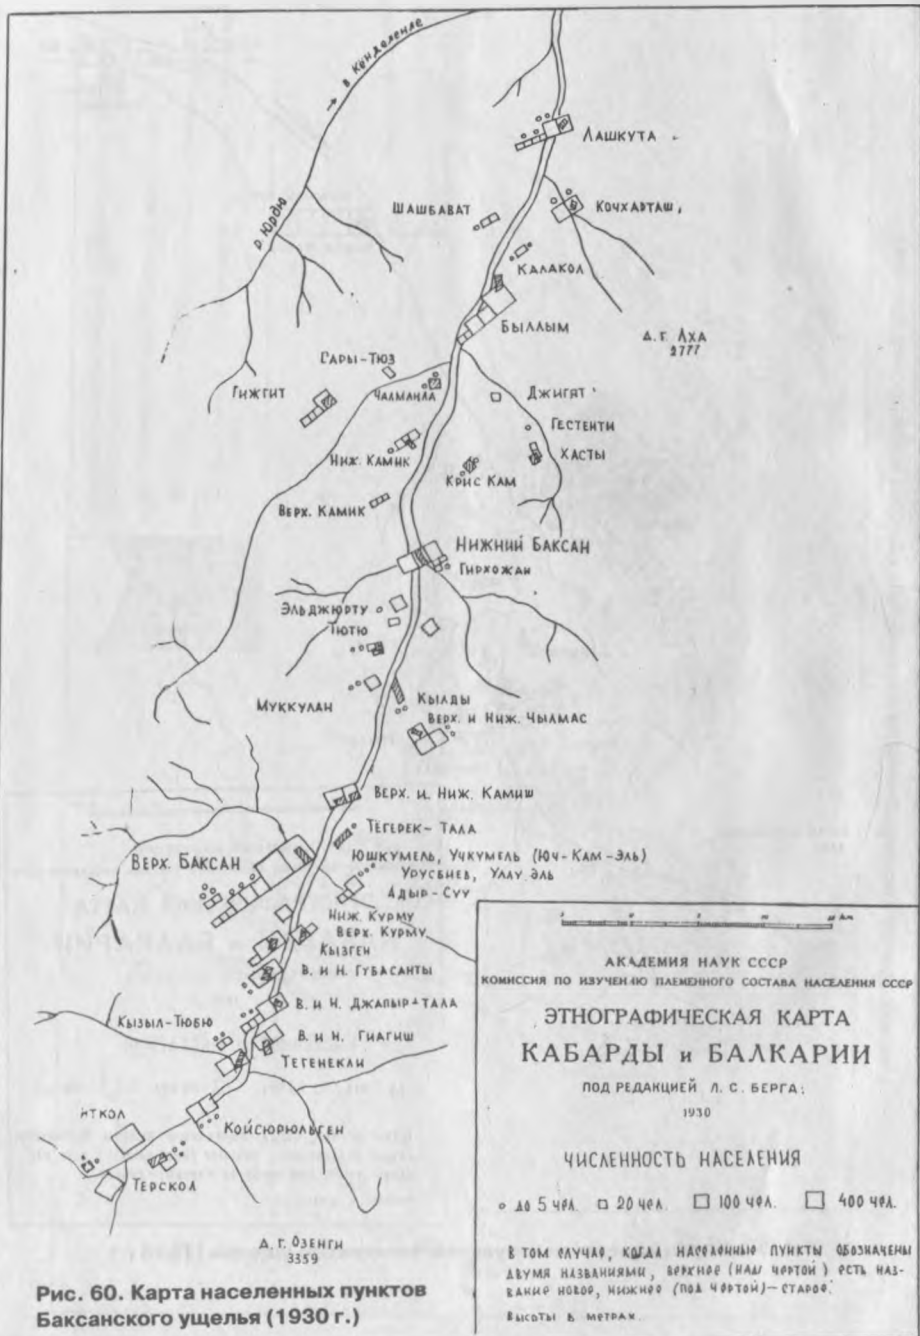 в Кунделене
р. Юрдю
Лашкута
Шашбават
Кочхарташ
Калакол
Быллым
д. г. Аха
2777
Сары-Тюз
Гижгит
Чалманла
Джигят
Гестенти
Хасты
Ниж. Камик
Крис Кам
Верх. Камик
Нижний Баксан
Гирхожан
Эльджюрту
Тютю
Муккулан
Кылды
Верх. и Ниж. Чылмас
Верх. и Ниж. Камиш
Тегерек-Тала
Верх. Баксан
Юшкумель, Учкумель (Юч-Кам-Эль)
Урусбиев, Улау Эль
Адыр-Суу
Ниж. Курму
Верх. Курму
Кызген
В. и Н. Губасанты
В. и Н. Джапыр-тала
Кызыл-Тюбю
В. и Н. Гиагиш
Тегенекли
Иткол
Койсюрюльген
Терскол
д. г. Озенги
3359
Рис. 60. Карта населенных пунктов
Баксанского ущелья (1930 г.)
АКАДЕМИЯ НАУК СССР
КОМИССИЯ ПО ИЗУЧЕНИЮ ПЛЕМЕННОГО СОСТАВА НАСЕЛЕНИЯ СССР
ЭТНОГРАФИЧЕСКАЯ КАРТА
КАБАРДЫ и БАЛКАРИИ
ПОД РЕДАКЦИЕЙ Л. С. БЕРГА.
1930
ЧИСЛЕННОСТЬ НАСЕЛЕНИЯ
до 5 чел. 20 чел. 100 чел. 400 чел.
В том случае, когда населенные пункты обозначены
двумя названиями, верхнее (над чертой) есть наз-
вание новое, нижнее (под чертой) — старое.
Высоты в метрах.